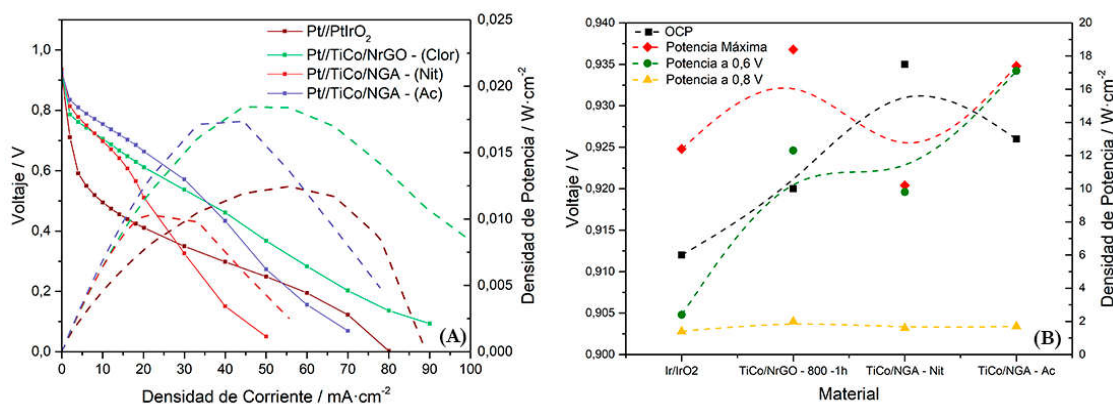 Pt//PtIrO2
Pt//TiCo/NrGO - (Clor)
Pt//TiCo/NGA - (Nit)
Pt//TiCo/NGA - (Ac)
Voltaje / V
1,0
0,8
0,6
0,4
0,2
0,0
0 10 20 30 40 50 60 70 80 90 100
Densidad de Corriente / mA·cm-2
0,025
0,020
0,015
0,010
0,005
0,000
Densidad de Potencia / W·cm-2
(A)
OCP
Potencia Máxima
Potencia a 0,6 V
Potencia a 0,8 V
Voltaje / V
0,940
0,935
0,930
0,925
0,920
0,915
0,910
0,905
0,900
Ir/IrO2 TiCo/NrGO - 800 -1h TiCo/NGA - Nit TiCo/NGA - Ac
Material
20
18
16
14
12
10
8
6
4
2
0
Densidad de Potencia / W·cm-2
(B)